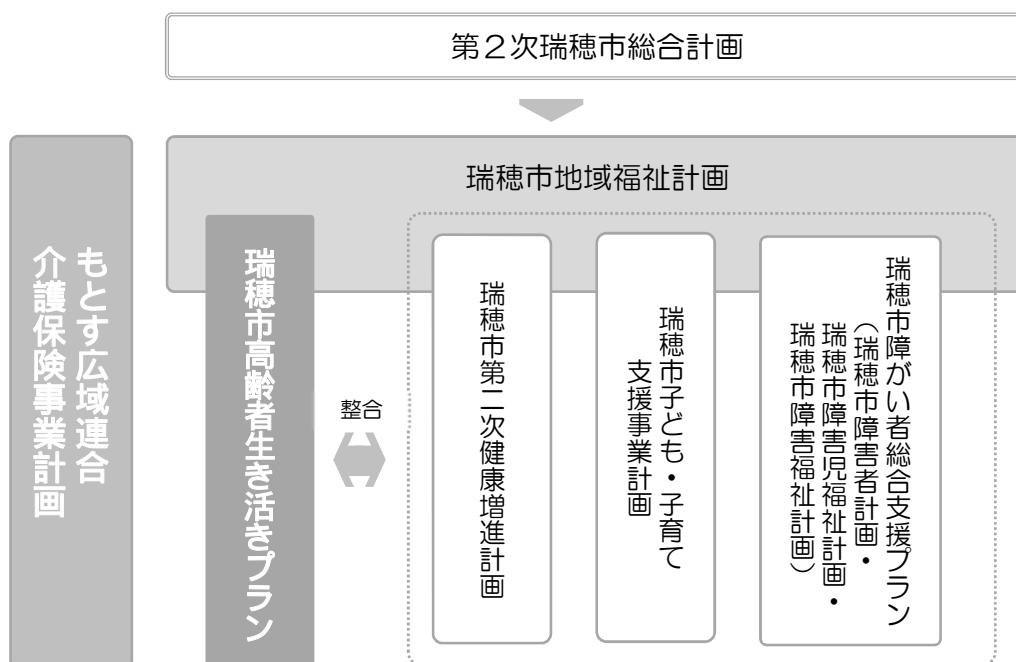 第２次瑞穂市総合計画
瑞穂市地域福祉計画
もとす広域連合
介護保険事業計画
瑞穂市高齢者生き活きプラン
整合
瑞穂市第二次健康増進計画
瑞穂市子ども・子育て
支援事業計画
瑞穂市障がい者総合支援プラン
（瑞穂市障害者計画・
瑞穂市障害児福祉計画・
瑞穂市障害福祉計画）